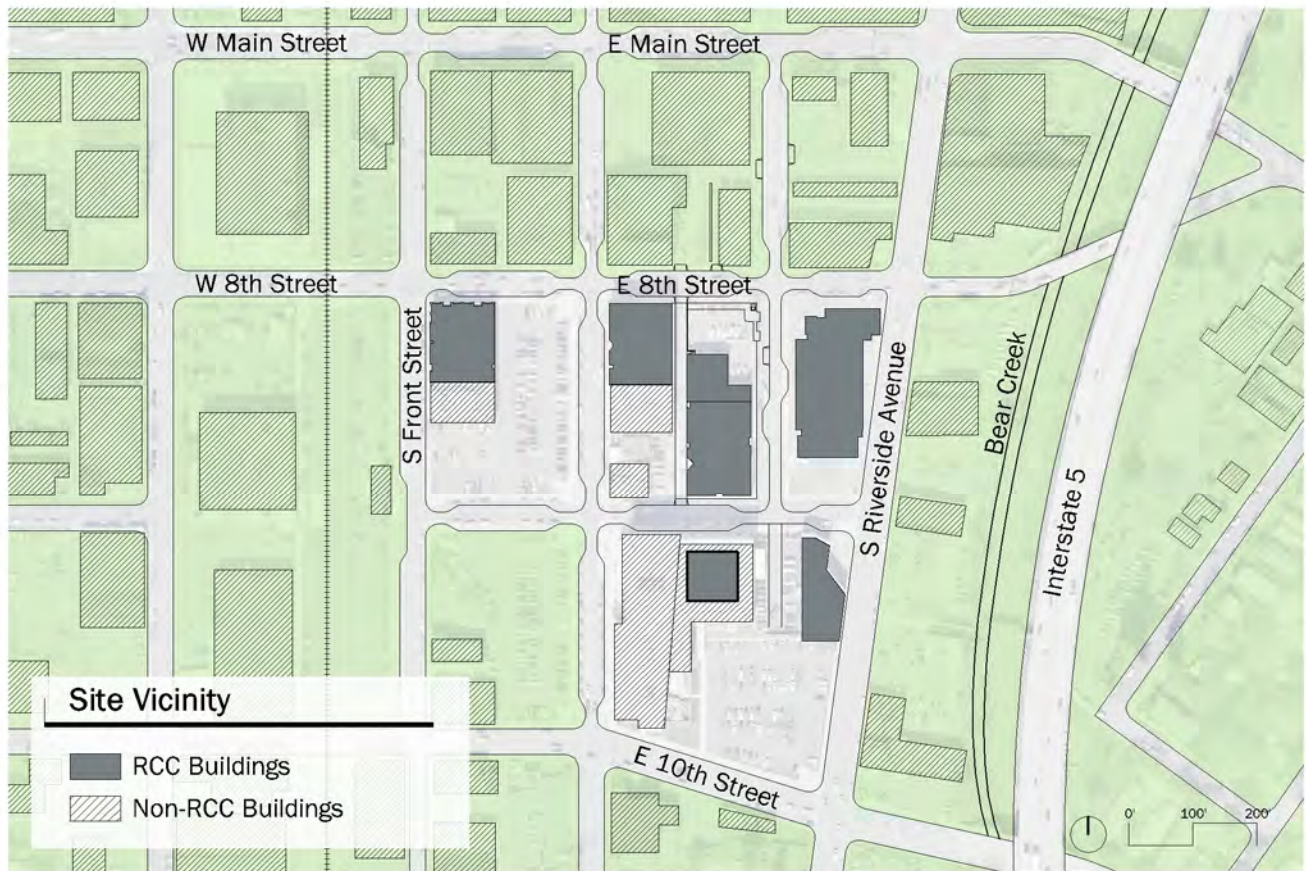 W Main Street
E Main Street
W 8th Street
E 8th Street
S Front Street
S Riverside Avenue
Bear Creek
Interstate 5
E 10th Street
Site Vicinity
RCC Buildings
Non-RCC Buildings
0' 100' 200'